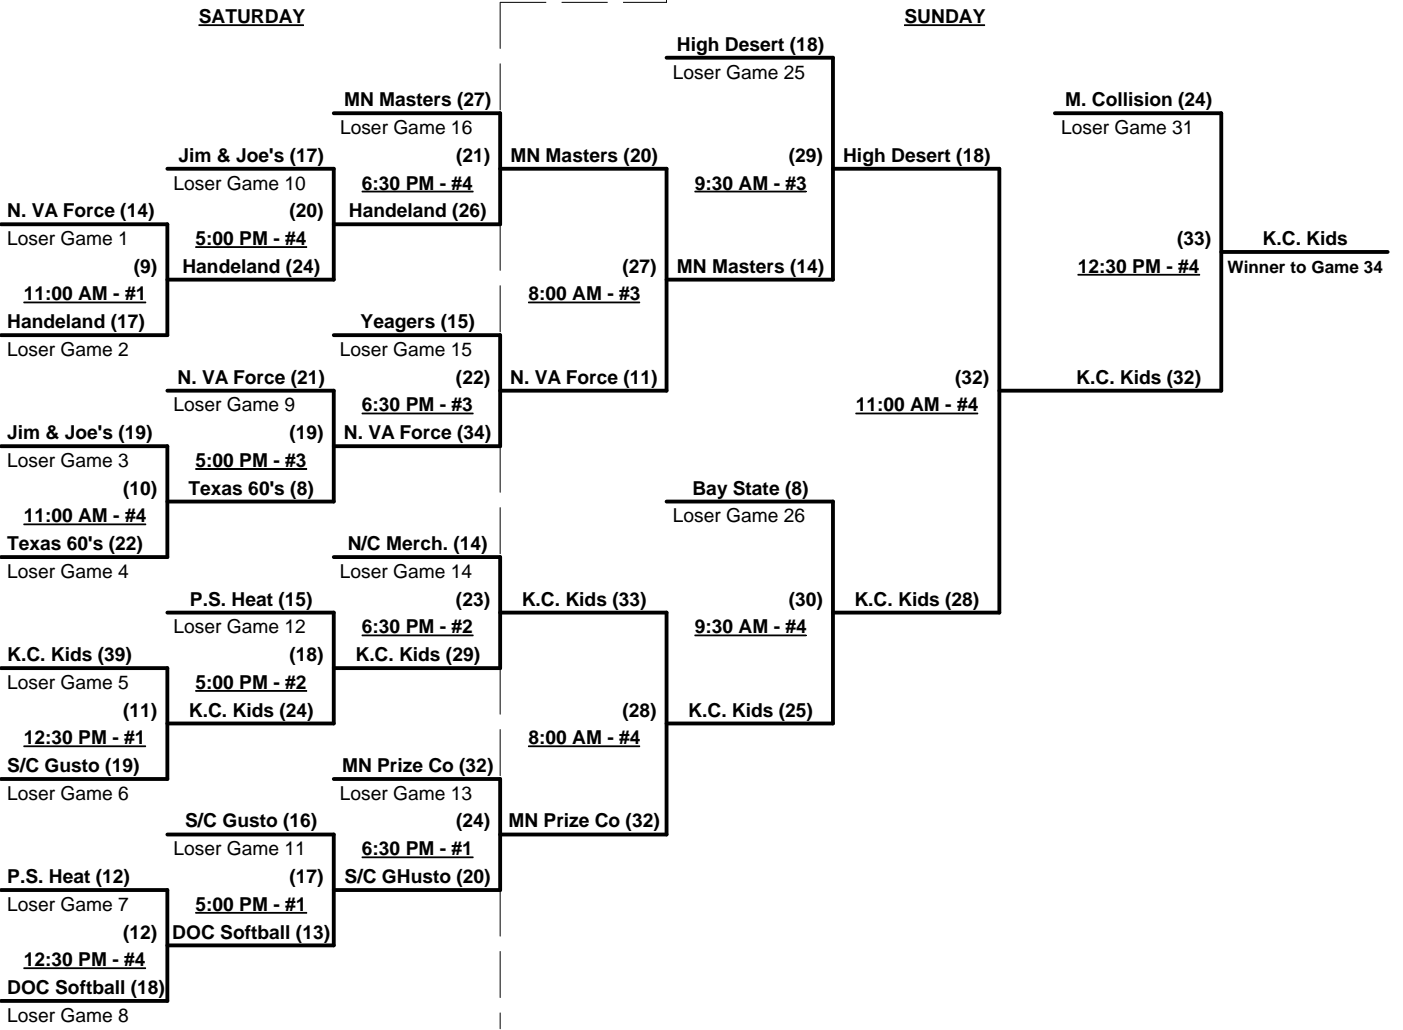 SATURDAY
SUNDAY
High Desert (18)
Loser Game 25
MN Masters (27)
M. Collision (24)
Loser Game 16
Loser Game 31
Jim & Joe's (17)
(21)
MN Masters (20)
(29)
High Desert (18)
Loser Game 10
6:30 PM - #4
9:30 AM - #3
N. VA Force (14)
(20)
Handeland (26)
Loser Game 1
5:00 PM - #4
(33)
K.C. Kids
(9)
Handeland (24)
(27)
MN Masters (14)
12:30 PM - #4
Winner to Game 34
11:00 AM - #1
8:00 AM - #3
Handeland (17)
Yeagers (15)
Loser Game 2
Loser Game 15
N. VA Force (21)
(22)
N. VA Force (11)
(32)
K.C. Kids (32)
Loser Game 9
6:30 PM - #3
11:00 AM - #4
Jim & Joe's (19)
(19)
N. VA Force (34)
Loser Game 3
5:00 PM - #3
(10)
Texas 60's (8)
Bay State (8)
11:00 AM - #4
Loser Game 26
Texas 60's (22)
N/C Merch. (14)
Loser Game 4
Loser Game 14
P.S. Heat (15)
(23)
K.C. Kids (33)
(30)
K.C. Kids (28)
Loser Game 12
6:30 PM - #2
9:30 AM - #4
K.C. Kids (39)
(18)
K.C. Kids (29)
Loser Game 5
5:00 PM - #2
(11)
K.C. Kids (24)
(28)
K.C. Kids (25)
12:30 PM - #1
8:00 AM - #4
S/C Gusto (19)
MN Prize Co (32)
Loser Game 6
Loser Game 13
S/C Gusto (16)
(24)
MN Prize Co (32)
Loser Game 11
6:30 PM - #1
P.S. Heat (12)
(17)
S/C GHusto (20)
Loser Game 7
5:00 PM - #1
(12)
DOC Softball (13)
12:30 PM - #4
DOC Softball (18)
Loser Game 8